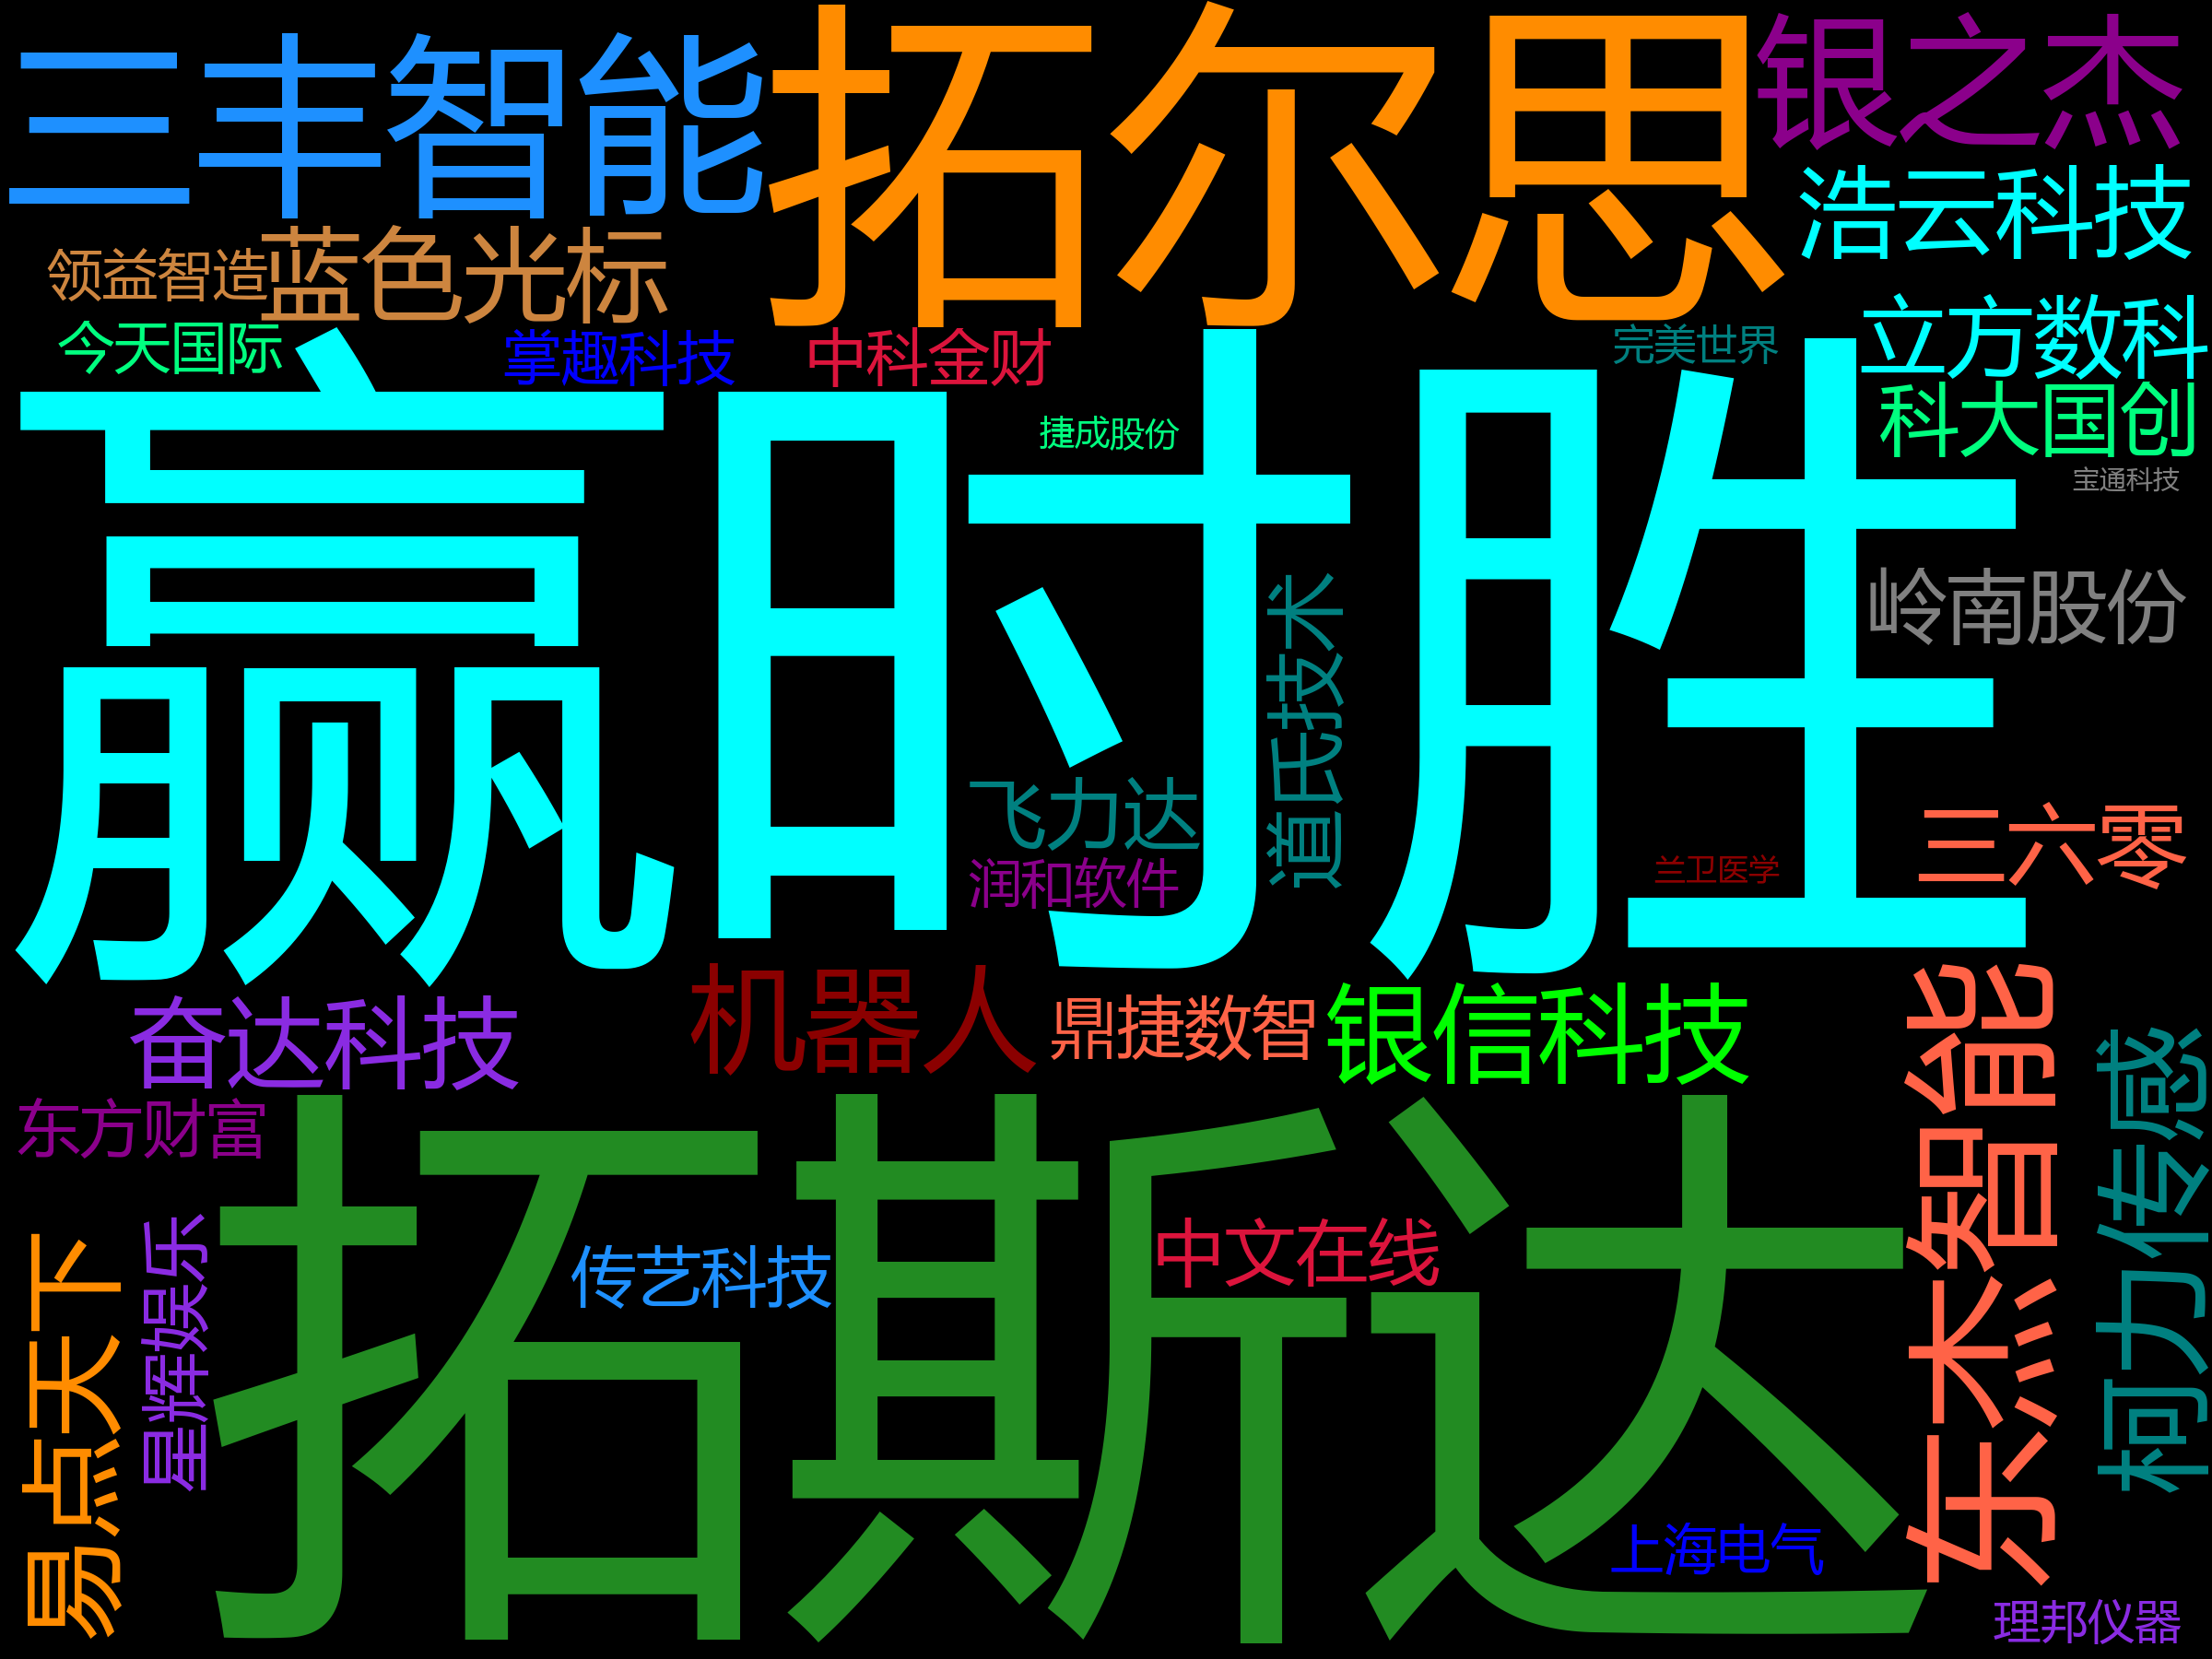 三丰智能
拓尔思
银之杰
浩云科技
领益智造
蓝色光标
今天国际
掌趣科技
中科金财
完美世界
立方数科
科大国创
捷成股份
宝通科技
赢时胜
岭南股份
道氏技术
飞力达
润和软件
兰卫医学
三六零
奋达科技
机器人
鼎捷数智
银信科技
东杰智能
柯力传感
东方财富
拓斯达
易点天下
星辉娱乐
传艺科技
中文在线
上海电气
理邦仪器